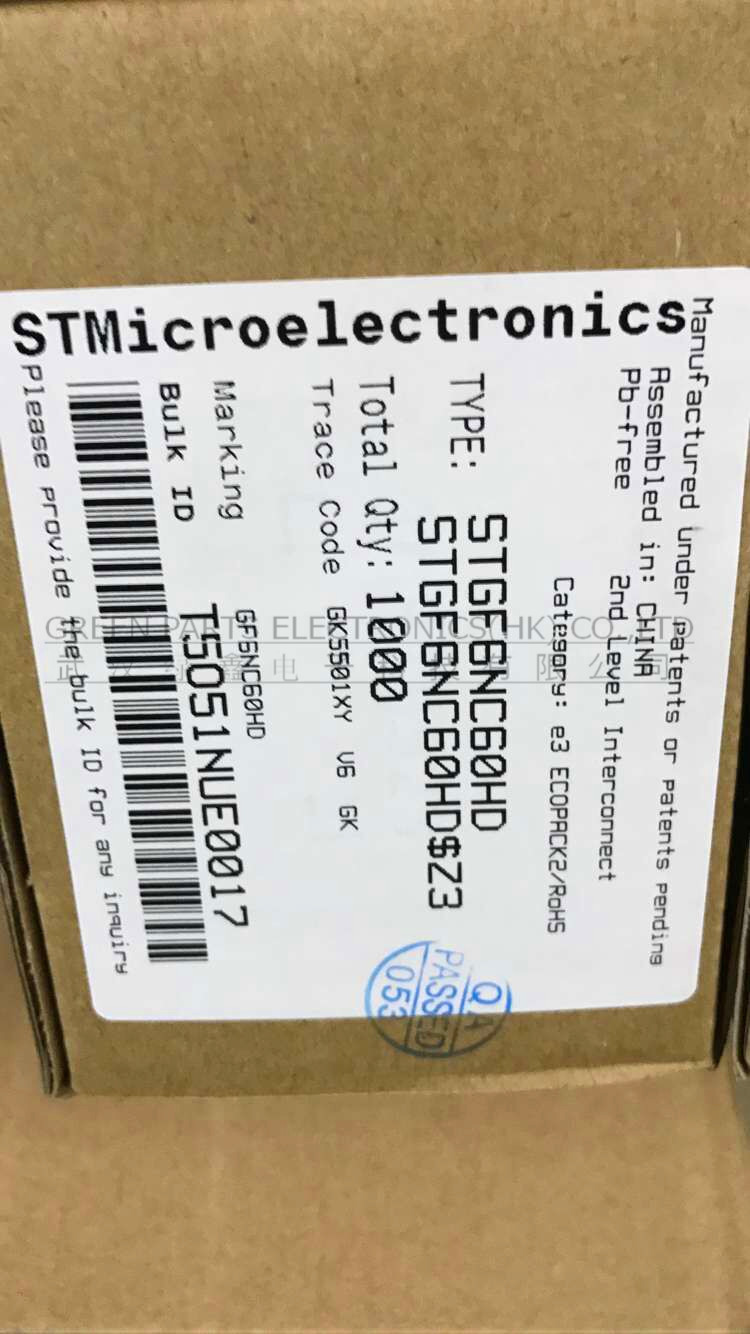 STMicroelectronics
Manufactured under patents or patents pending
Assembled in: CHINA
Pb-free 2nd Level Interconnect
Category: e3 ECOPACK2/RoHS
TYPE: STGF6NC60HD
STGF6NC60HD$Z3
Total Qty: 1000
Trace Code GK5501XY V6 GK
Marking GF6NC60HD
Bulk ID T5051NUE0017
Please provide the bulk ID for any inquiry
QA
PASSED
053
GREEN PARTS ELECTRONICS(HK)CO.,LTD